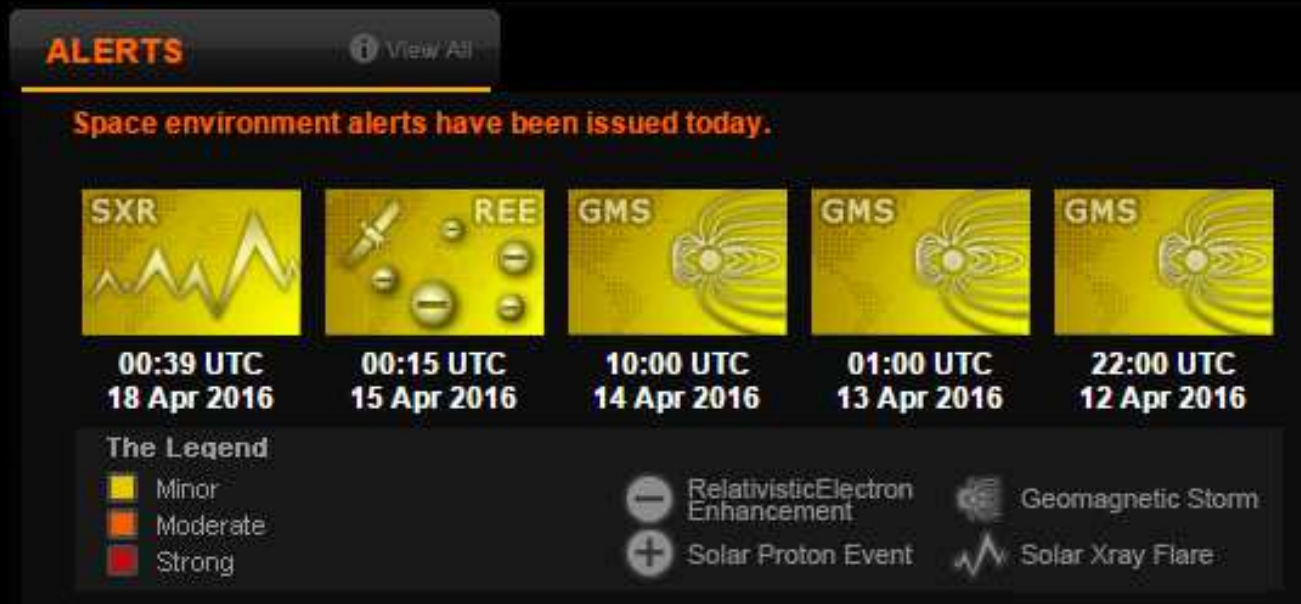 ALERTS
View All
Space environment alerts have been issued today.
SXR
REE
GMS
GMS
GMS
00:39 UTC
18 Apr 2016
00:15 UTC
15 Apr 2016
10:00 UTC
14 Apr 2016
01:00 UTC
13 Apr 2016
22:00 UTC
12 Apr 2016
The Legend
Minor
Moderate
Strong
RelativisticElectron
Enhancement
Solar Proton Event
Geomagnetic Storm
Solar Xray Flare